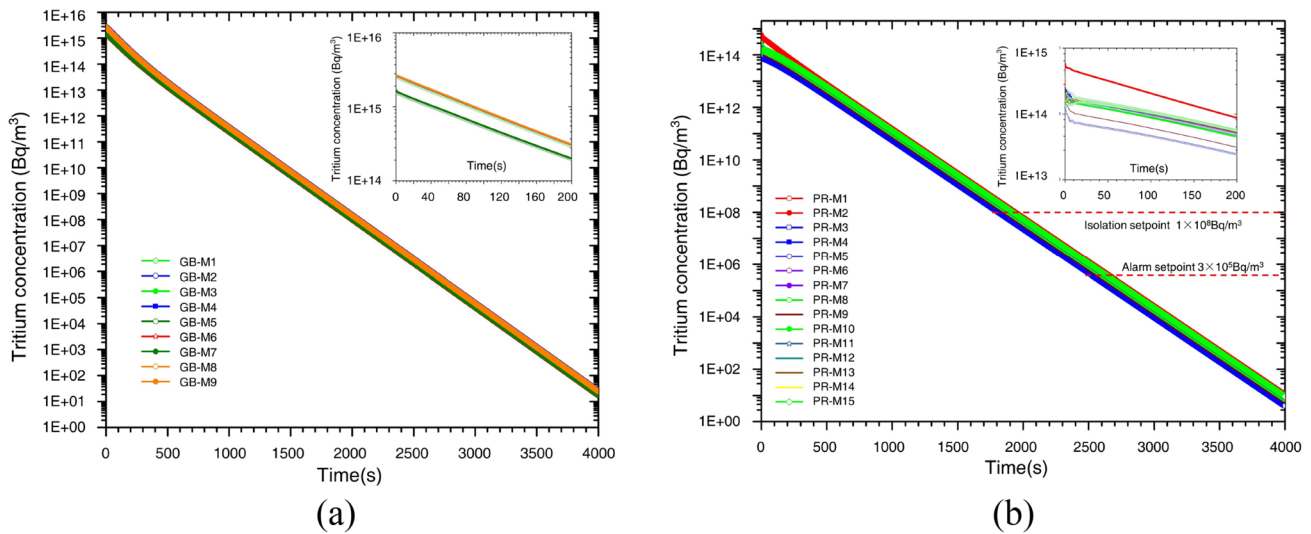 1E+16
1E+15
1E+14
1E+13
1E+12
1E+11
1E+10
1E+09
1E+08
1E+07
1E+06
1E+05
1E+04
1E+03
1E+02
1E+01
1E+00
Tritium concentration (Bq/m³)
0 500 1000 1500 2000 2500 3000 3500 4000
Time(s)
GB-M1
GB-M2
GB-M3
GB-M4
GB-M5
GB-M6
GB-M7
GB-M8
GB-M9
1E+16
1E+15
1E+14
Tritium concentration (Bq/m³)
Time(s)
0 40 80 120 160 200
(a)
1E+14
1E+12
1E+10
1E+08
1E+06
1E+04
1E+02
1E+00
Tritium concentration (Bq/m³)
0 500 1000 1500 2000 2500 3000 3500 4000
Time(s)
PR-M1
PR-M2
PR-M3
PR-M4
PR-M5
PR-M6
PR-M7
PR-M8
PR-M9
PR-M10
PR-M11
PR-M12
PR-M13
PR-M14
PR-M15
1E+15
1E+14
1E+13
Tritium concentration (Bq/m³)
Time(s)
0 50 100 150 200
Isolation setpoint 1×10⁸Bq/m³
Alarm setpoint 3×10⁵Bq/m³
(b)